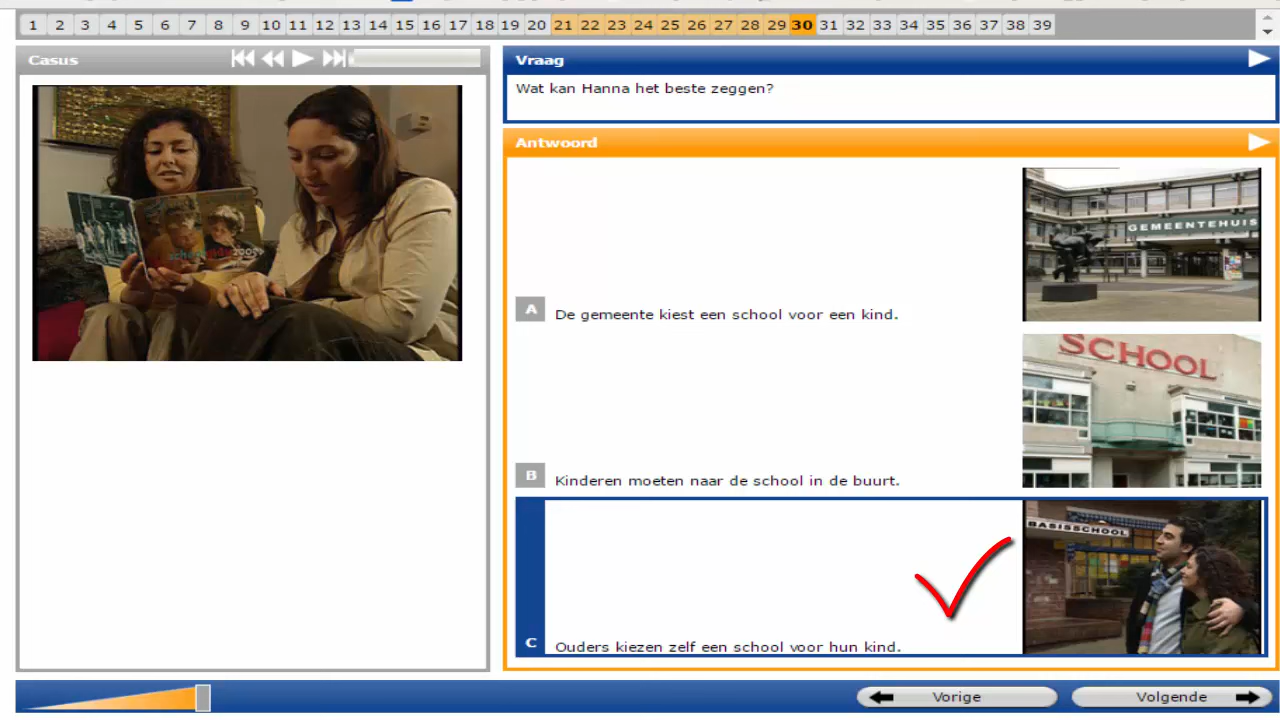 1 2 3 4 5 6 7 8 9 10 11 12 13 14 15 16 17 18 19 20 21 22 23 24 25 26 27 28 29 30 31 32 33 34 35 36 37 38 39
Casus
Vraag
Wat kan Hanna het beste zeggen?
Antwoord
GEMEENTEHUIS
A De gemeente kiest een school voor een kind.
SCHOOL
B Kinderen moeten naar de school in de buurt.
BASISSCHOOL
C Ouders kiezen zelf een school voor hun kind.
Vorige
Volgende